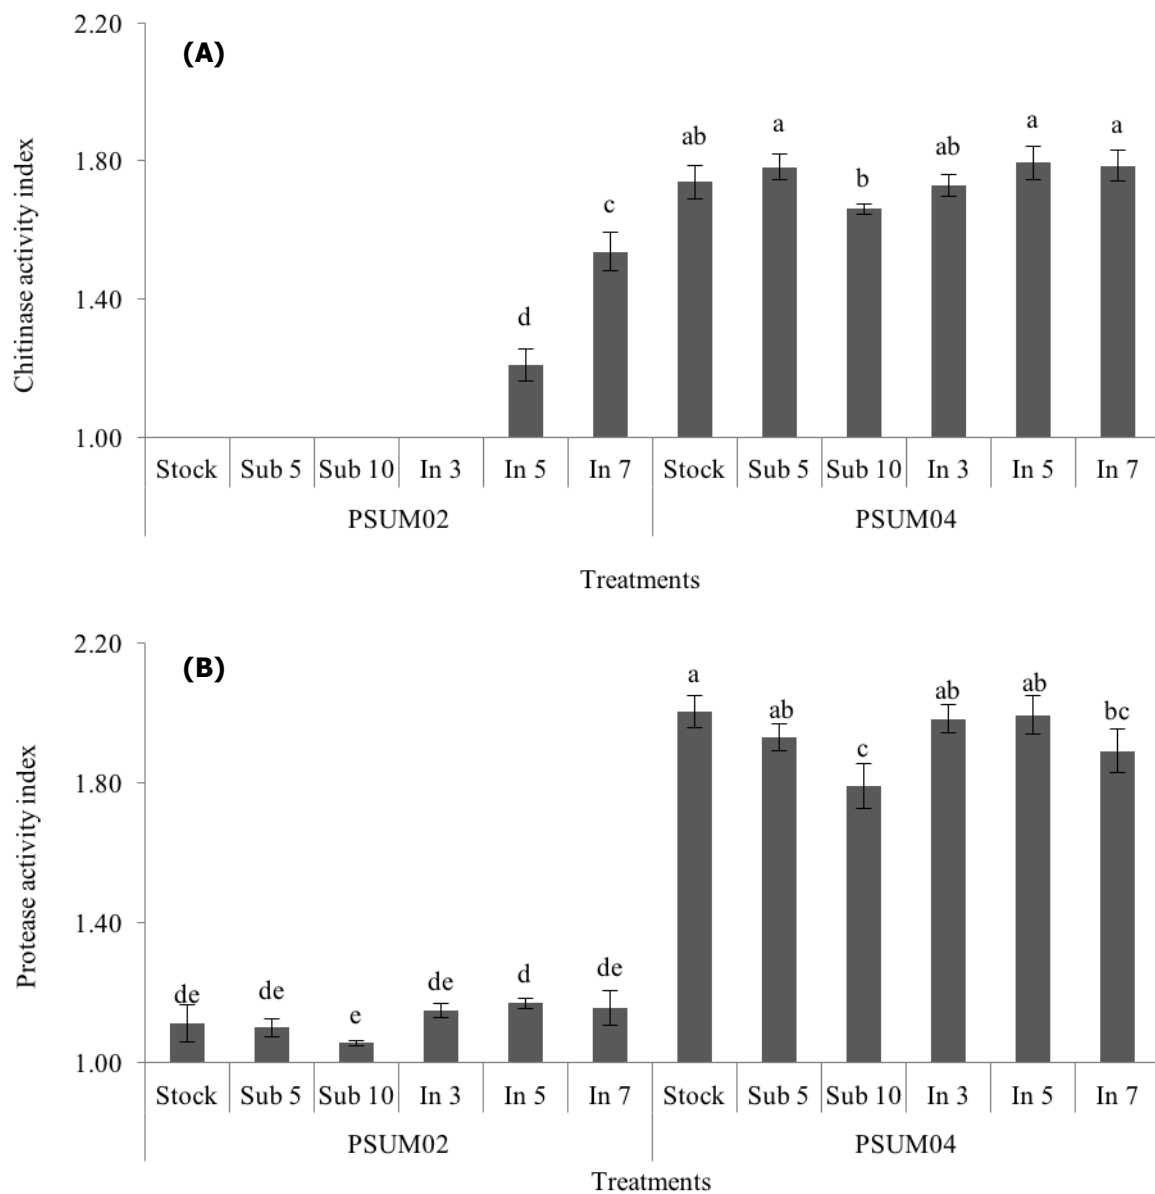 2.20
(A)
1.80
1.40
1.00
Chitinase activity index
ab
a
b
ab
a
a
c
d
Stock Sub 5 Sub 10 In 3 In 5 In 7 Stock Sub 5 Sub 10 In 3 In 5 In 7
PSUM02 PSUM04
Treatments
2.20
(B)
1.80
1.40
1.00
Protease activity index
de
de
e
de
d
de
a
ab
c
ab
ab
bc
Stock Sub 5 Sub 10 In 3 In 5 In 7 Stock Sub 5 Sub 10 In 3 In 5 In 7
PSUM02 PSUM04
Treatments